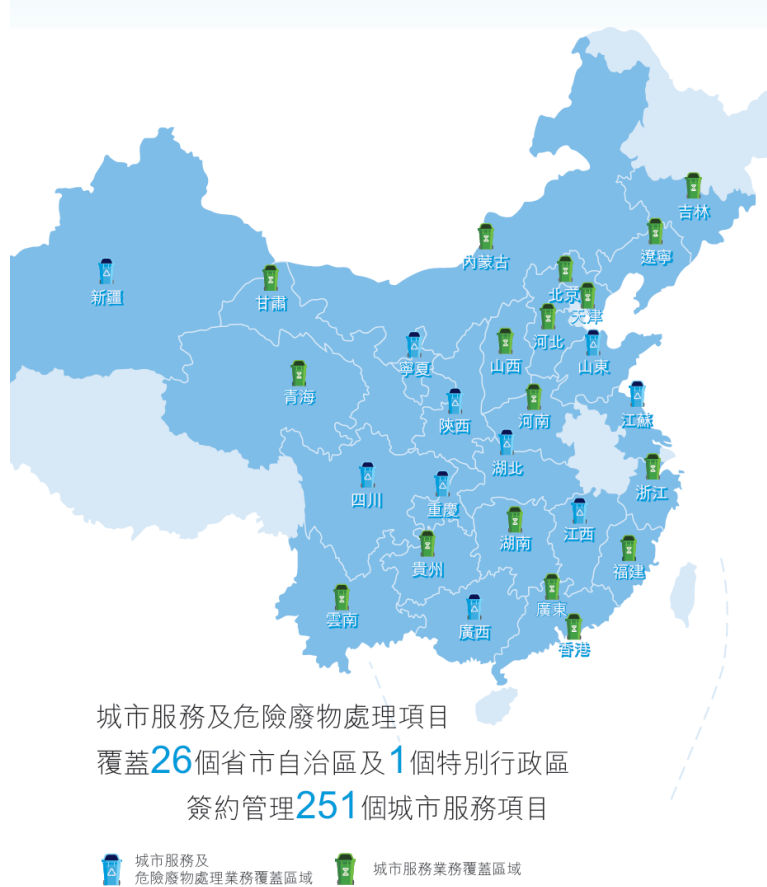 吉林
遼寧
內蒙古
北京
新疆
甘肅
天津
河北
寧夏
山西
山東
青海
陝西
河南
江蘇
湖北
四川
重慶
浙江
湖南
江西
貴州
福建
雲南
廣西
廣東
香港
城市服務及危險廢物處理項目
覆蓋26個省市自治區及1個特別行政區
簽約管理251個城市服務項目
城市服務及
危險廢物處理業務覆蓋區域
城市服務業務覆蓋區域